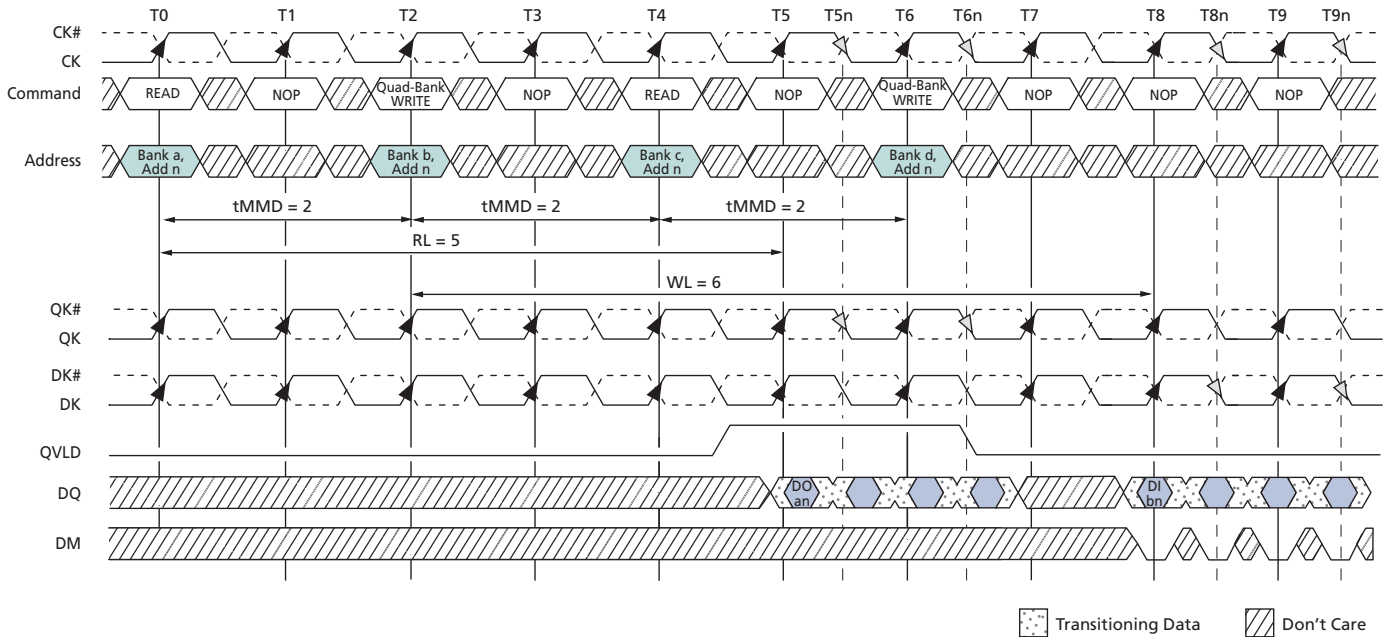 T0 T1 T2 T3 T4 T5 T5n T6 T6n T7 T8 T8n T9 T9n
CK#
CK
Command READ NOP Quad-Bank WRITE NOP READ NOP Quad-Bank WRITE NOP NOP NOP
Address Bank a, Add n Bank b, Add n Bank c, Add n Bank d, Add n
tMMD = 2 tMMD = 2 tMMD = 2
RL = 5
WL = 6
QK#
QK
DK#
DK
QVLD
DQ DO an DI bn
DM
Transitioning Data Don't Care